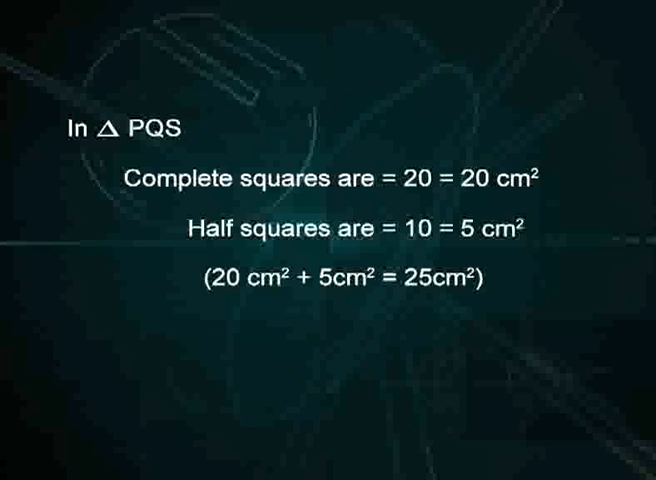 In △ PQS
Complete squares are = 20 = 20 cm²
Half squares are = 10 = 5 cm²
(20 cm² + 5cm² = 25cm²)